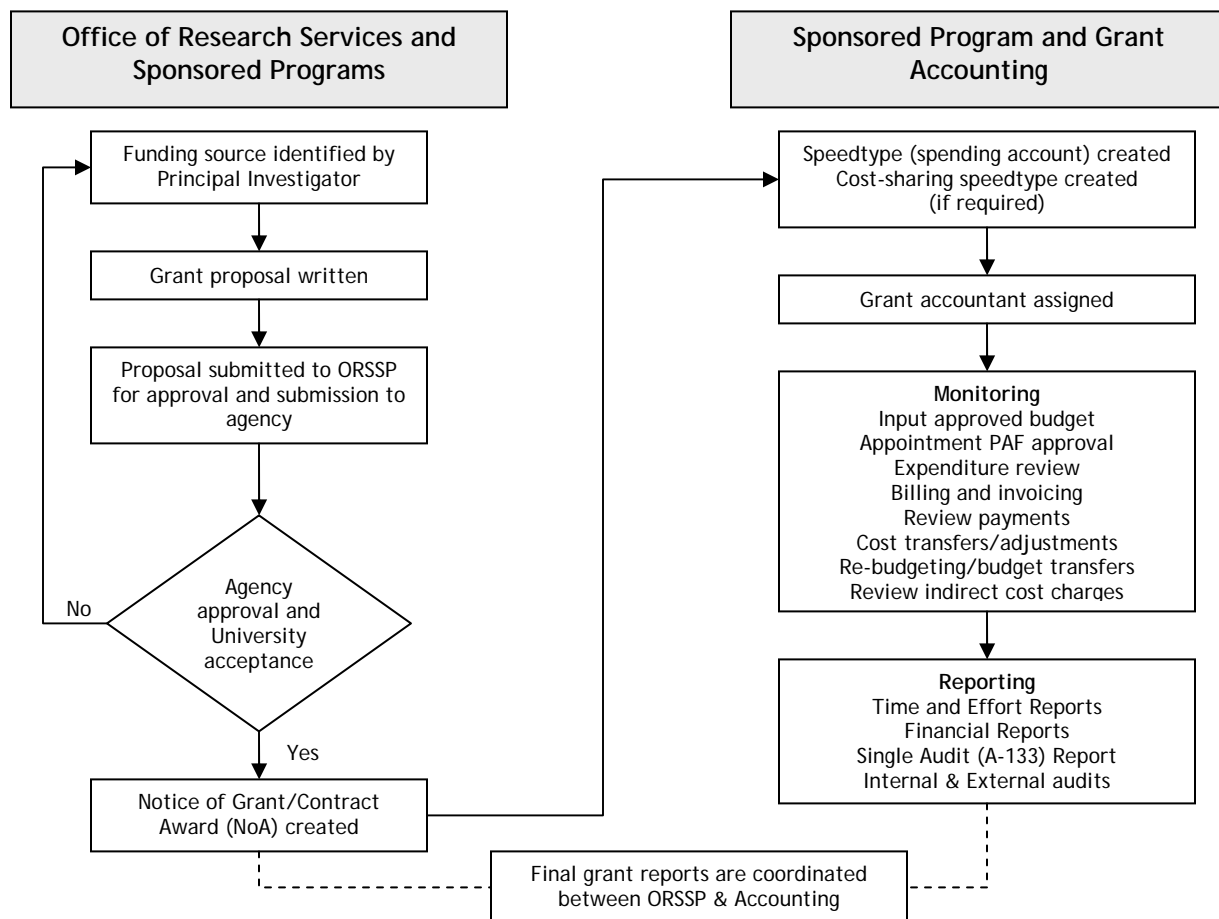 Office of Research Services and
Sponsored Programs
Funding source identified by
Principal Investigator
Grant proposal written
Proposal submitted to ORSSP
for approval and submission to
agency
Agency
approval and
University
acceptance
No
Yes
Notice of Grant/Contract
Award (NoA) created
Sponsored Program and Grant
Accounting
Speedtype (spending account) created
Cost-sharing speedtype created
(if required)
Grant accountant assigned
Monitoring
Input approved budget
Appointment PAF approval
Expenditure review
Billing and invoicing
Review payments
Cost transfers/adjustments
Re-budgeting/budget transfers
Review indirect cost charges
Reporting
Time and Effort Reports
Financial Reports
Single Audit (A-133) Report
Internal & External audits
Final grant reports are coordinated
between ORSSP & Accounting